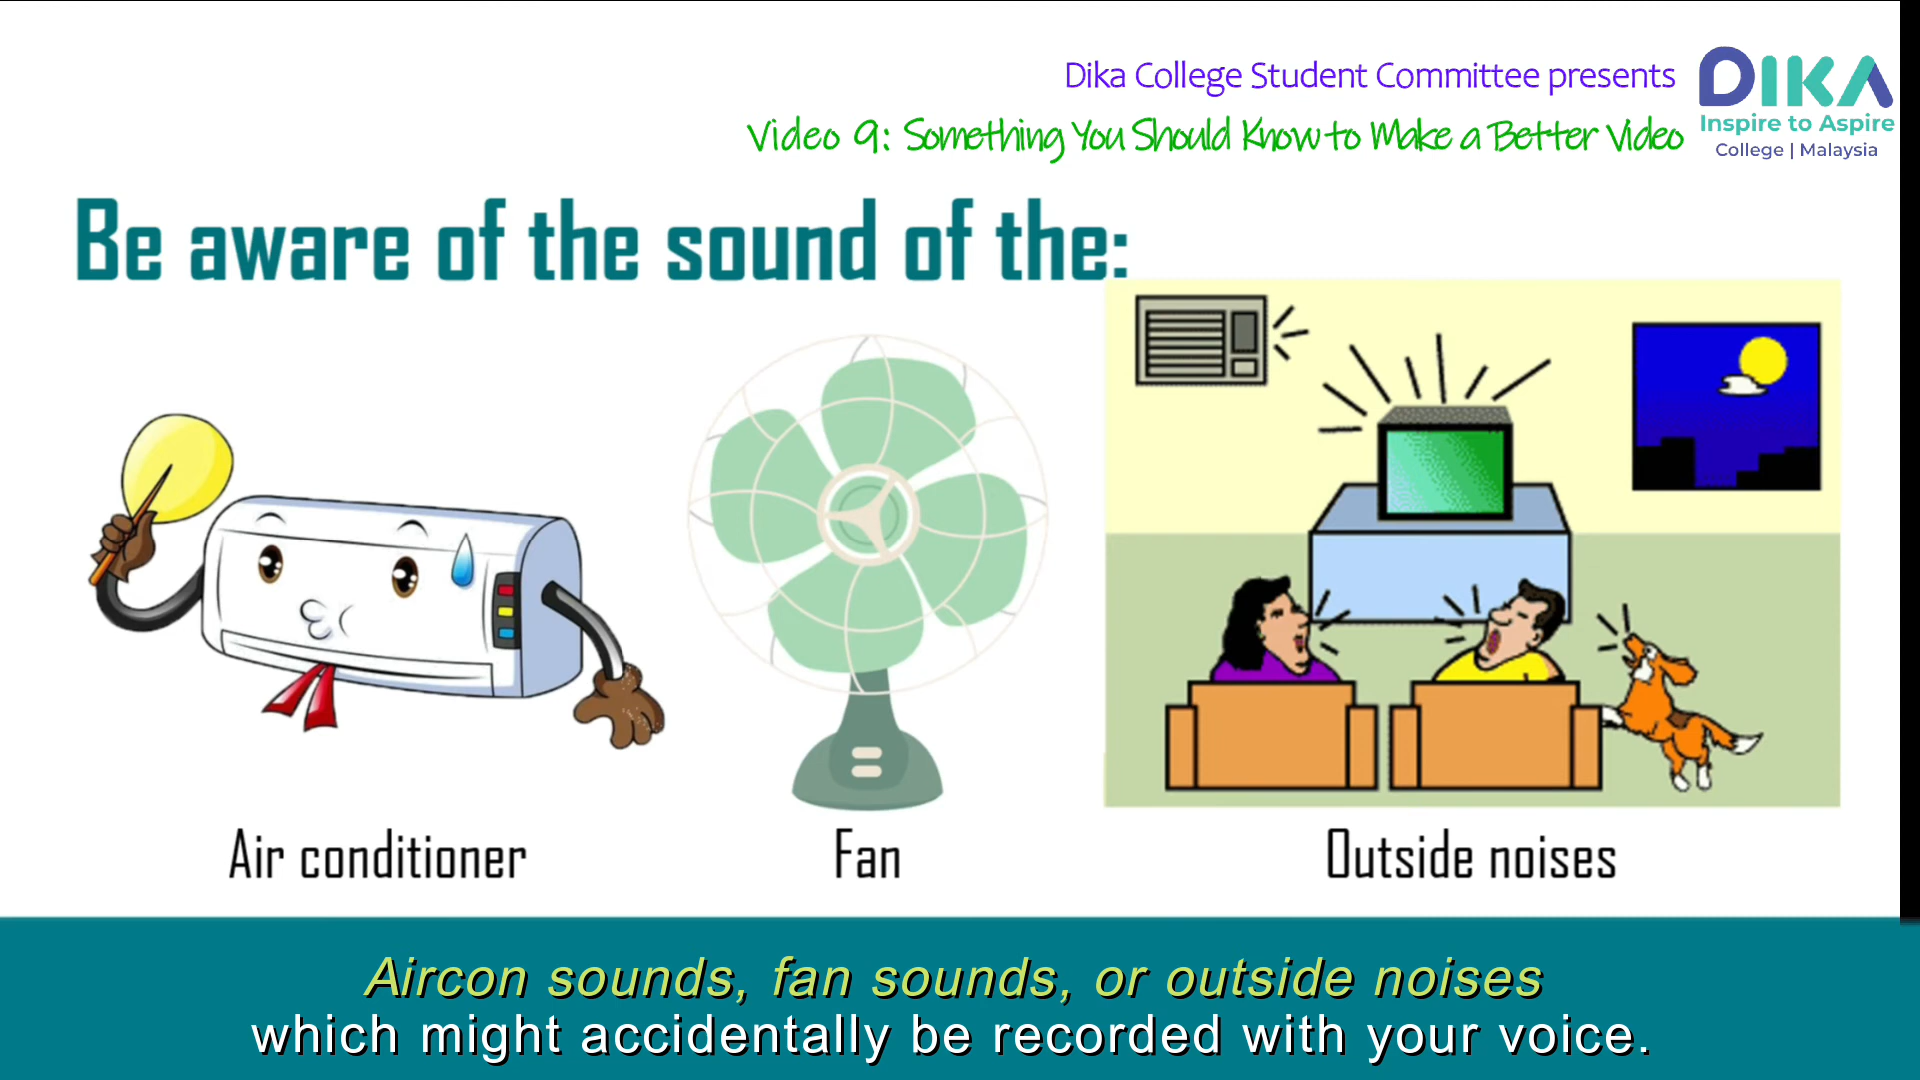 Dika College Student Committee presents
Video 9: Something You Should Know to Make a Better Video
DIKA
Inspire to Aspire
College | Malaysia
Be aware of the sound of the:
Air conditioner
Fan
Outside noises
Aircon sounds, fan sounds, or outside noises
which might accidentally be recorded with your voice.